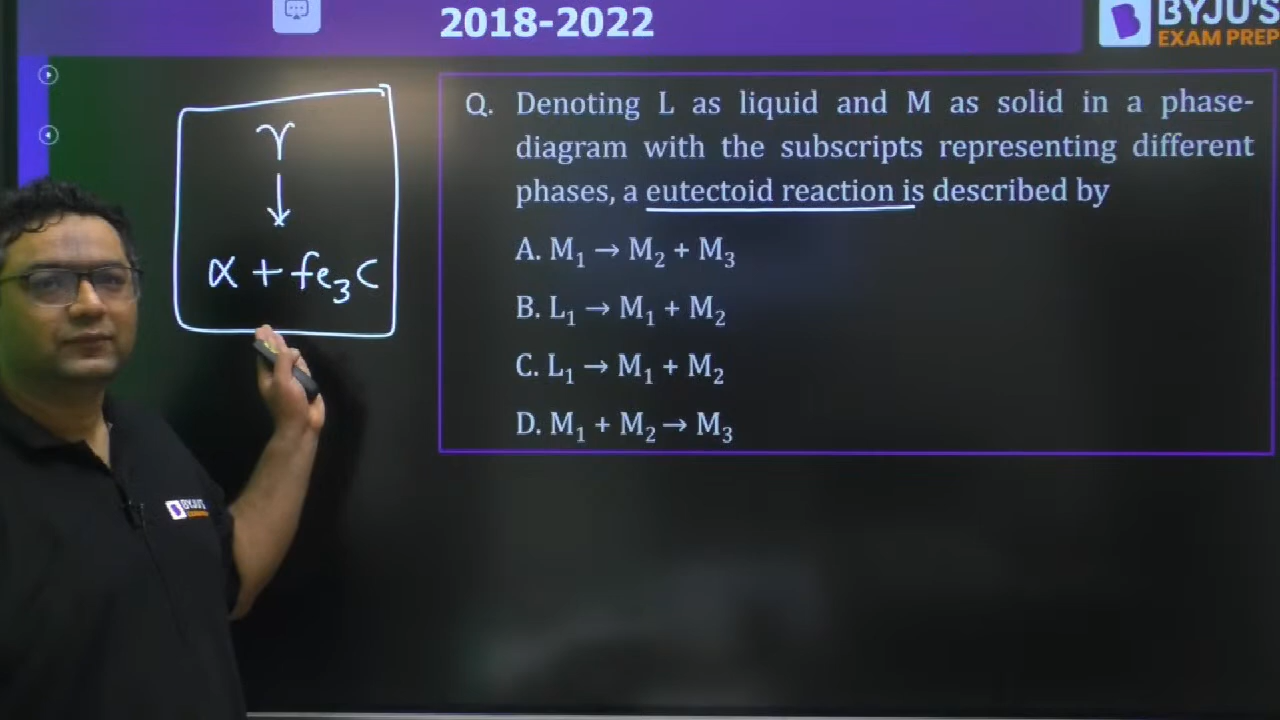 2018-2022
BYJU'S
EXAM PREP
γ
↓
α + fe₃C
Q. Denoting L as liquid and M as solid in a phase-
diagram with the subscripts representing different
phases, a eutectoid reaction is described by
A. M₁ → M₂ + M₃
B. L₁ → M₁ + M₂
C. L₁ → M₁ + M₂
D. M₁ + M₂ → M₃
BYJU'S